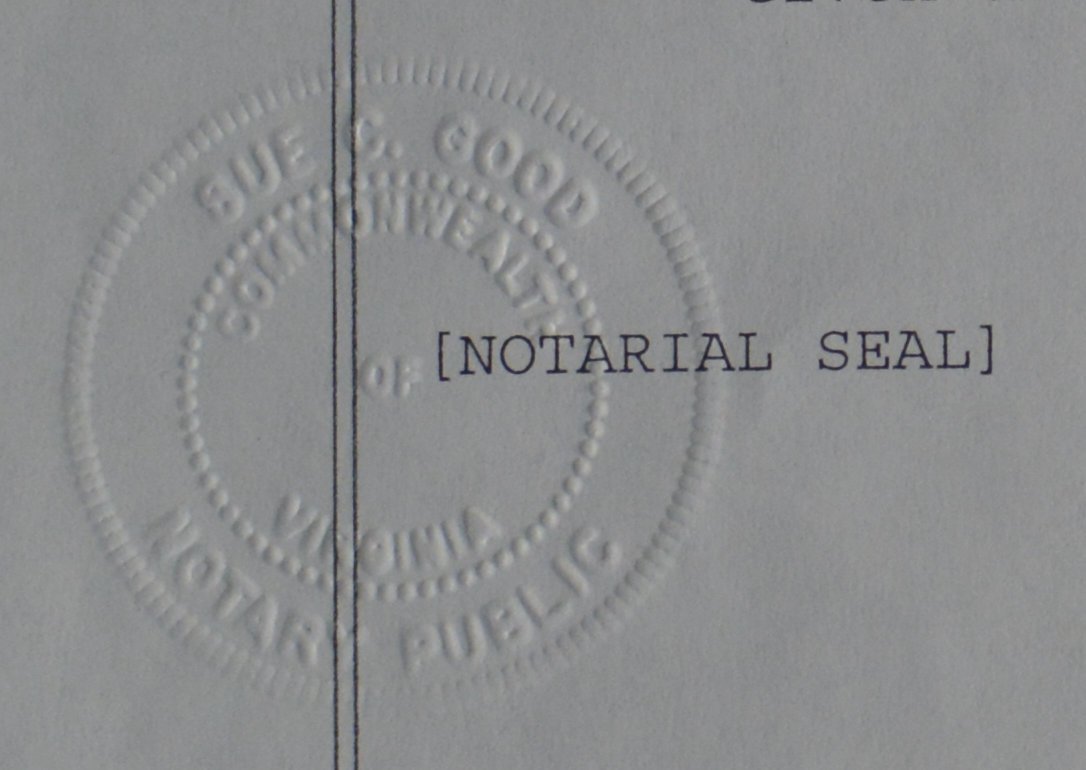 SUE C. GOOD
COMMONWEALTH
OF
[NOTARIAL SEAL]
VIRGINIA
NOTARY PUBLIC